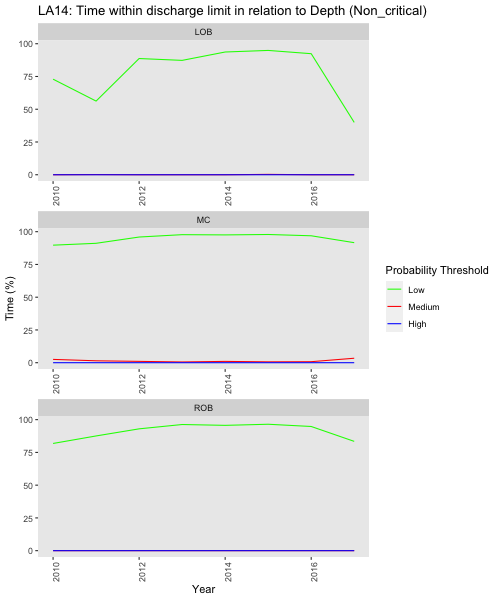 LA14: Time within discharge limit in relation to Depth (Non_critical)
LOB
100
75
50
25
0
2010
2012
2014
2016
MC
100
75
50
25
0
2010
2012
2014
2016
ROB
100
75
50
25
0
2010
2012
2014
2016
Time (%)
Year
Probability Threshold
Low
Medium
High